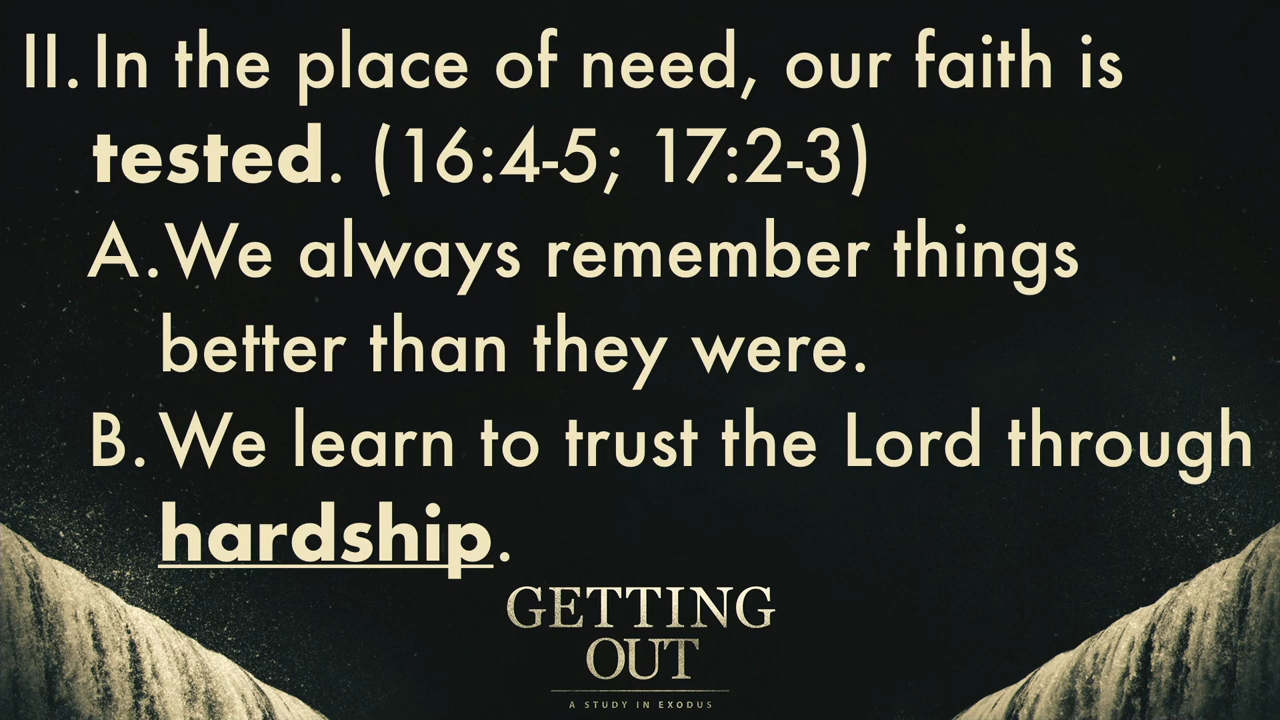 II. In the place of need, our faith is
tested. (16:4-5; 17:2-3)
A. We always remember things
better than they were.
B. We learn to trust the Lord through
hardship.
GETTING
OUT
A STUDY IN EXODUS